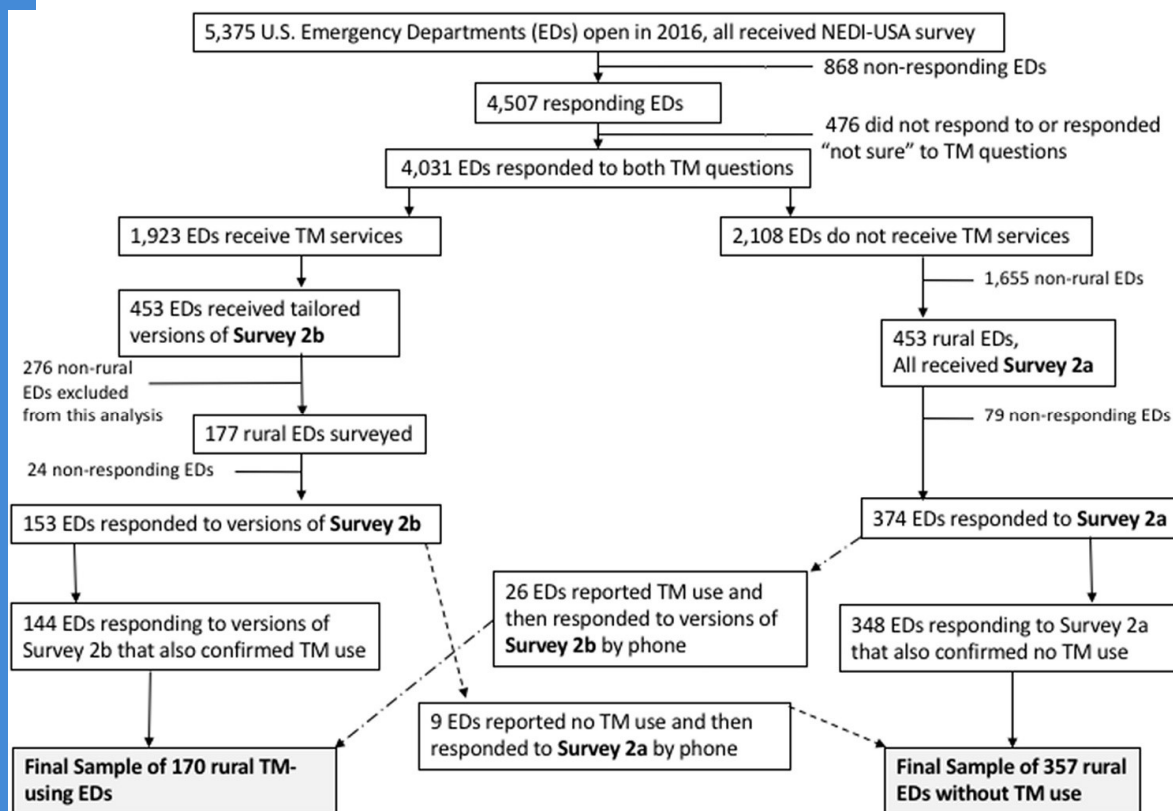 5,375 U.S. Emergency Departments (EDs) open in 2016, all received NEDI-USA survey
868 non-responding EDs
4,507 responding EDs
476 did not respond to or responded
“not sure” to TM questions
4,031 EDs responded to both TM questions
1,923 EDs receive TM services
2,108 EDs do not receive TM services
1,655 non-rural EDs
453 EDs received tailored
versions of Survey 2b
453 rural EDs,
All received Survey 2a
276 non-rural
EDs excluded
from this analysis
79 non-responding EDs
177 rural EDs surveyed
24 non-responding EDs
153 EDs responded to versions of Survey 2b
374 EDs responded to Survey 2a
26 EDs reported TM use and
then responded to versions of
Survey 2b by phone
144 EDs responding to versions of
Survey 2b that also confirmed TM use
348 EDs responding to Survey 2a
that also confirmed no TM use
9 EDs reported no TM use and then
responded to Survey 2a by phone
Final Sample of 170 rural TM-
using EDs
Final Sample of 357 rural
EDs without TM use